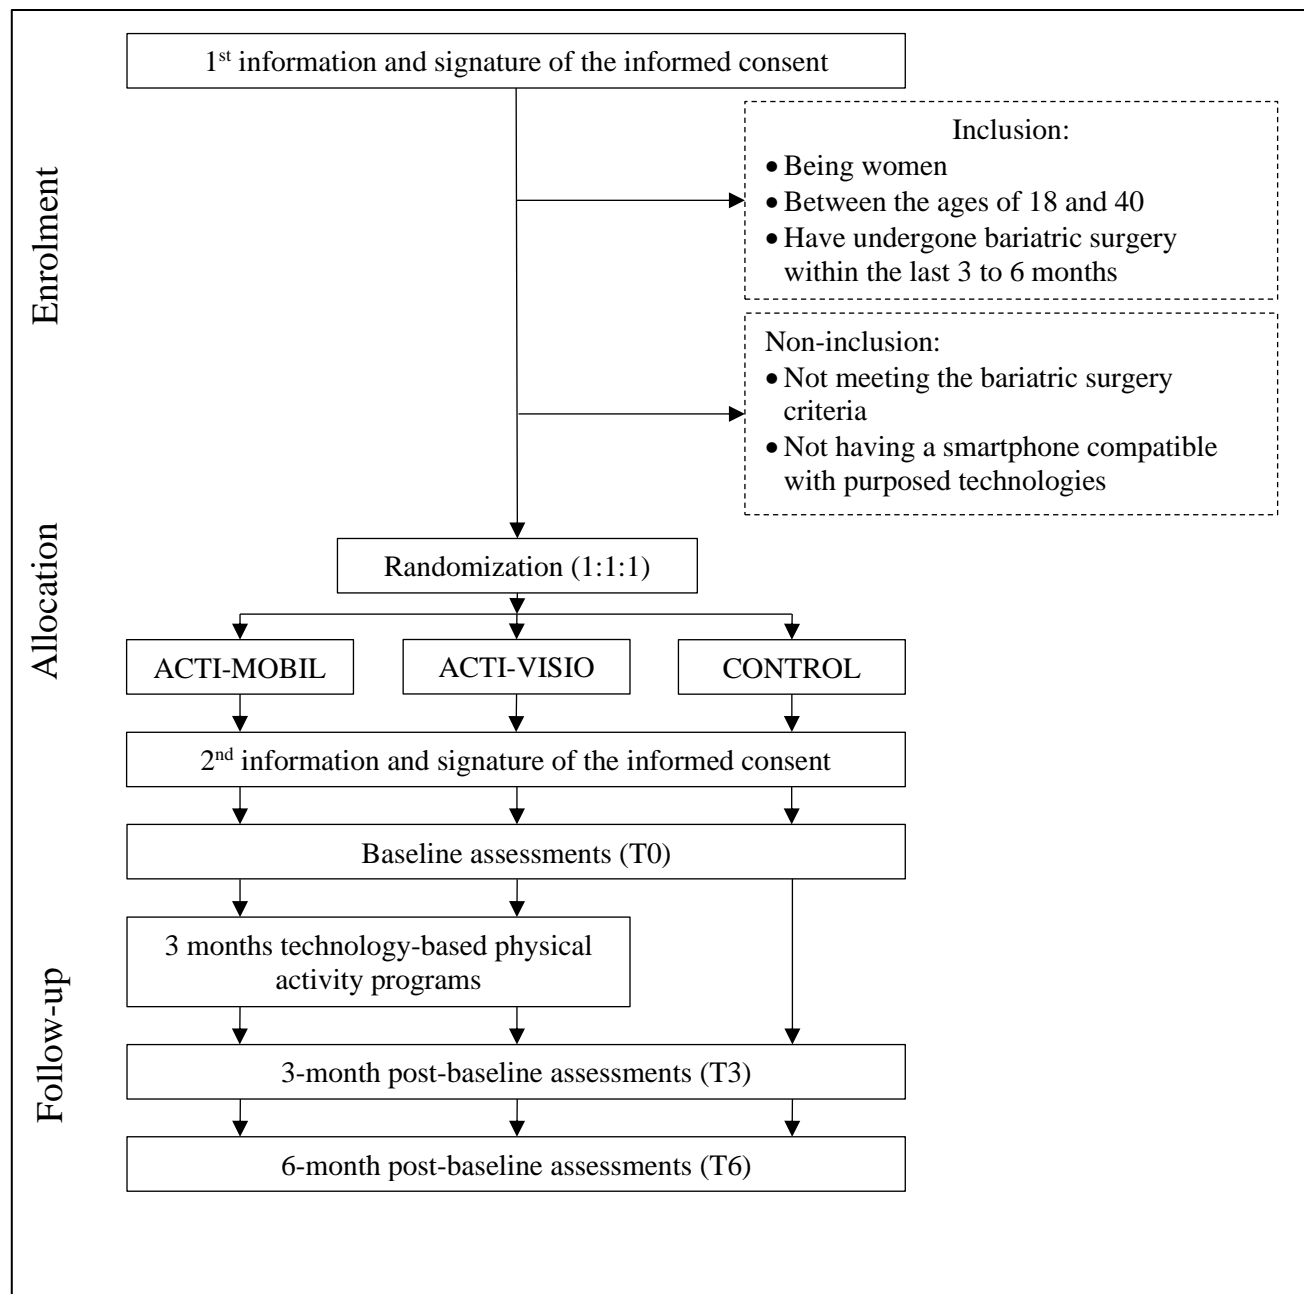 1st information and signature of the informed consent
Enrolment
Inclusion:
• Being women
• Between the ages of 18 and 40
• Have undergone bariatric surgery
within the last 3 to 6 months
Non-inclusion:
• Not meeting the bariatric surgery
criteria
• Not having a smartphone compatible
with purposed technologies
Allocation
Randomization (1:1:1)
ACTI-MOBIL
ACTI-VISIO
CONTROL
2nd information and signature of the informed consent
Baseline assessments (T0)
Follow-up
3 months technology-based physical
activity programs
3-month post-baseline assessments (T3)
6-month post-baseline assessments (T6)